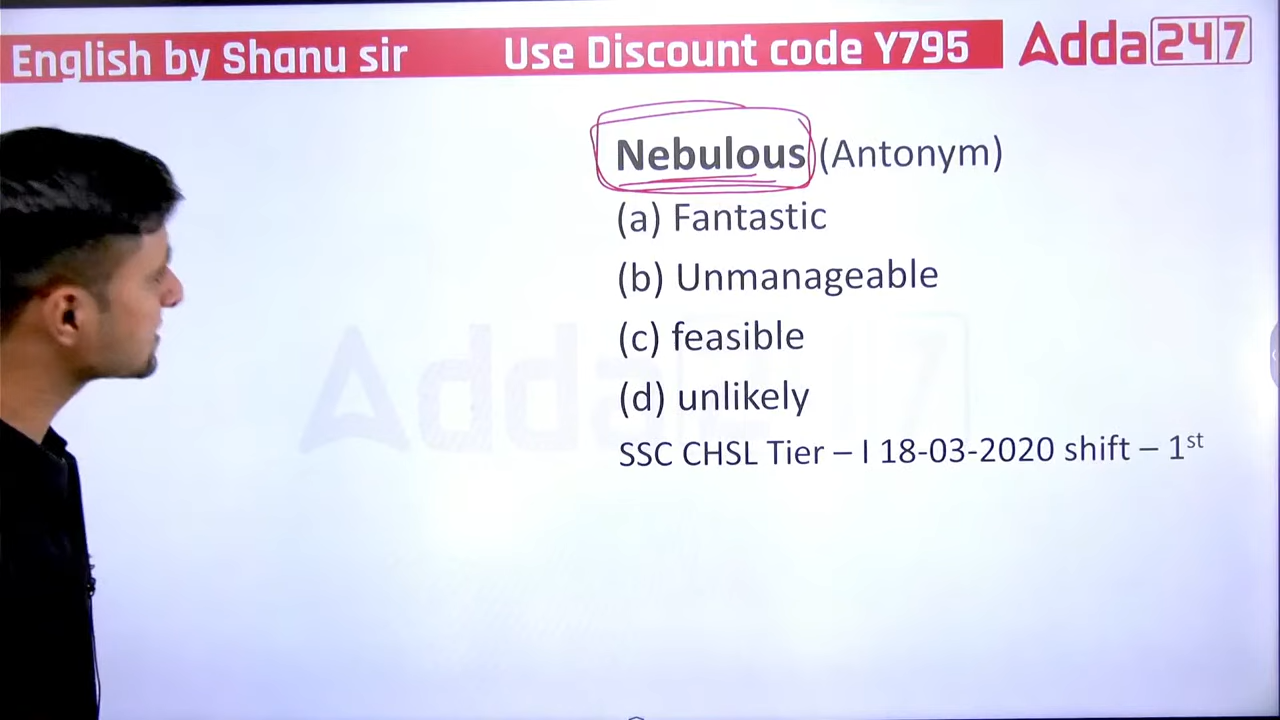 English by Shanu sir Use Discount code Y795 Adda247
Nebulous (Antonym)
(a) Fantastic
(b) Unmanageable
(c) feasible
(d) unlikely
SSC CHSL Tier – I 18-03-2020 shift – 1st
Adda247